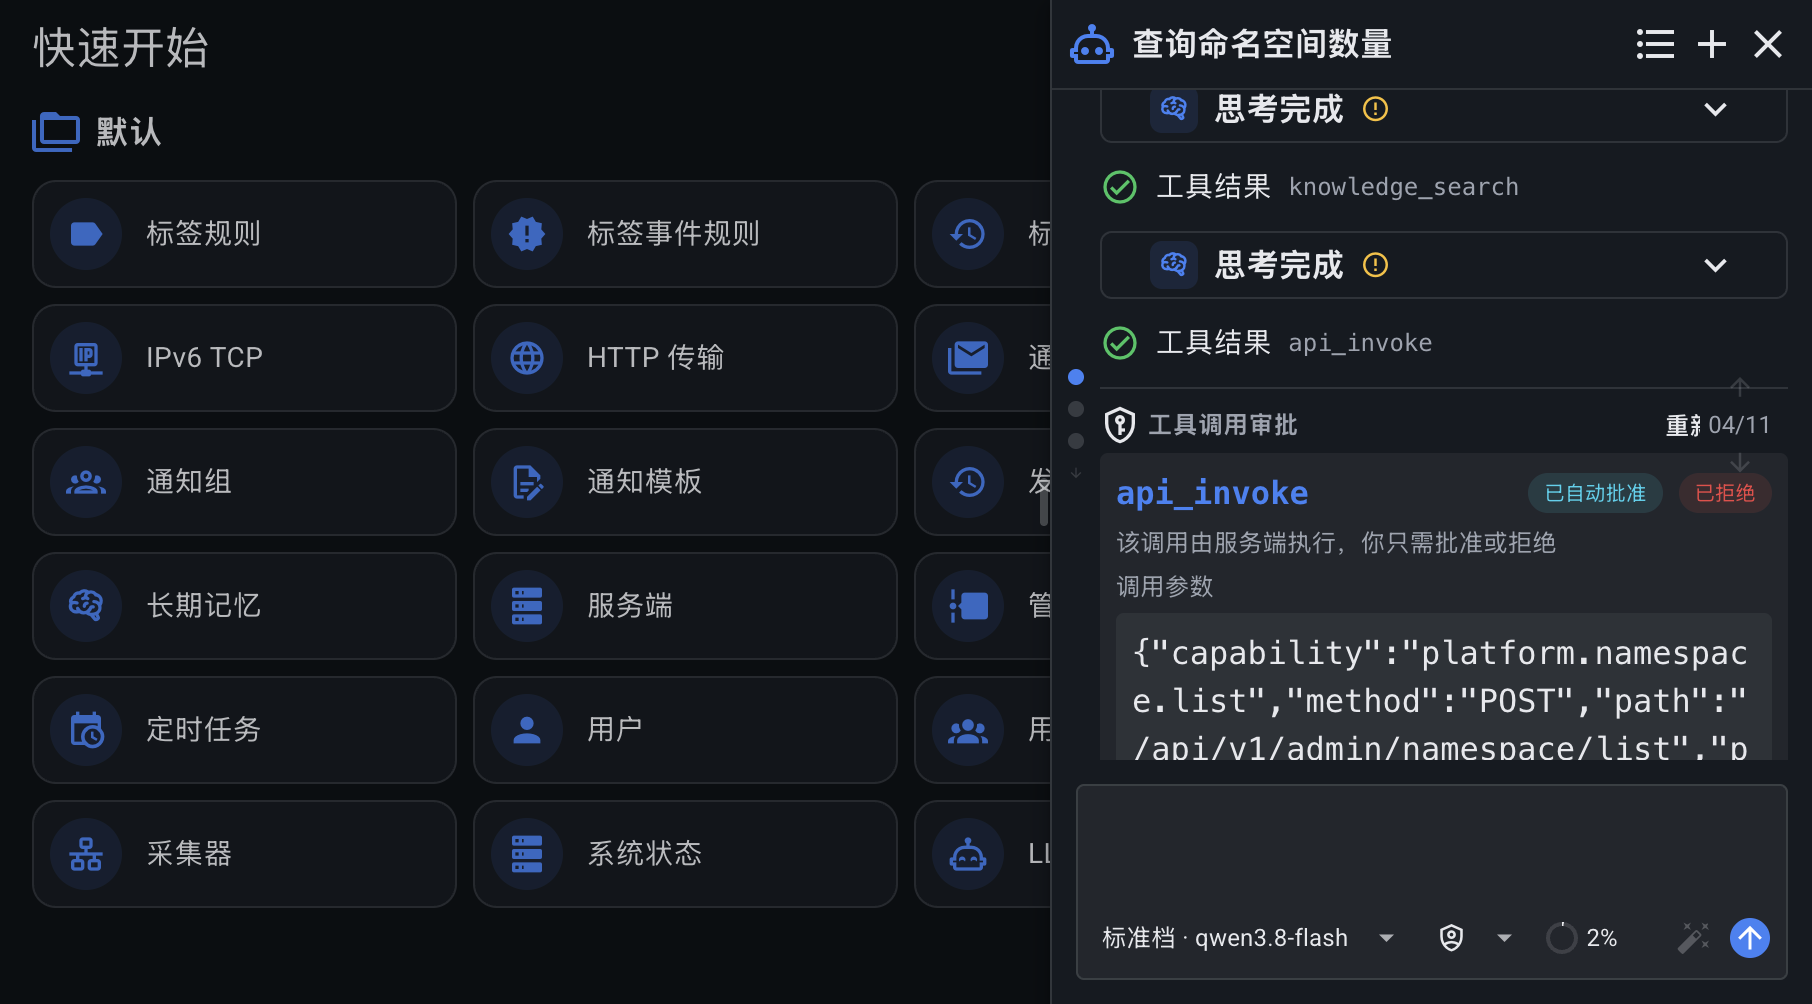 快速开始
默认
标签规则
标签事件规则
标
IPv6 TCP
HTTP 传输
通
通知组
通知模板
发
长期记忆
服务端
管
定时任务
用户
用
采集器
系统状态
LL
查询命名空间数量
思考完成
工具结果 knowledge_search
思考完成
工具结果 api_invoke
工具调用审批
04/11
api_invoke
已自动批准
已拒绝
该调用由服务端执行，你只需批准或拒绝
调用参数
{"capability":"platform.namespac
e.list","method":"POST","path":"
/api/v1/admin/namespace/list","p
标准档 · qwen3.8-flash
2%